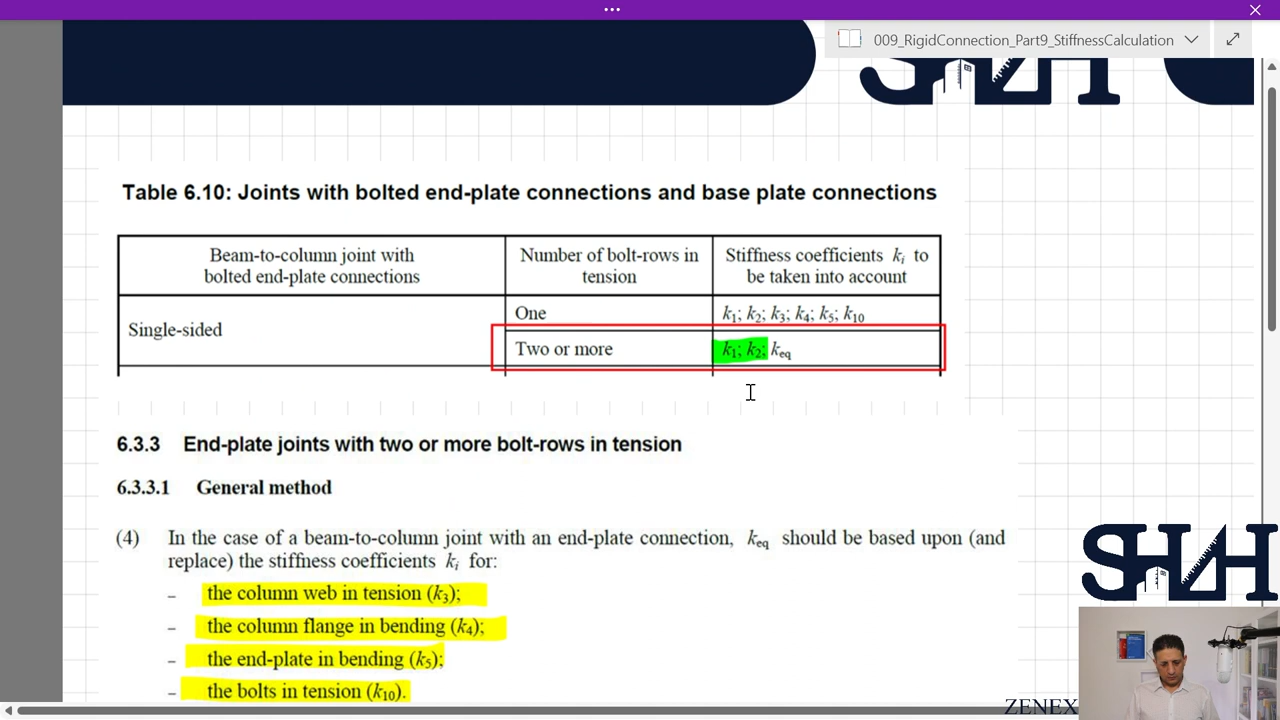 009_RigidConnection_Part9_StiffnessCalculation
SHZH
Table 6.10: Joints with bolted end-plate connections and base plate connections
Beam-to-column joint with bolted end-plate connections
Number of bolt-rows in tension
Stiffness coefficients kᵢ to be taken into account
Single-sided
One
k₁; k₂; k₃; k₄; k₅; k₁₀
Two or more
k₁; k₂; keq
6.3.3 End-plate joints with two or more bolt-rows in tension
6.3.3.1 General method
(4) In the case of a beam-to-column joint with an end-plate connection, keq should be based upon (and
replace) the stiffness coefficients kᵢ for:
– the column web in tension (k₃);
– the column flange in bending (k₄);
– the end-plate in bending (k₅);
– the bolts in tension (k₁₀).
SHZH
ZENEX